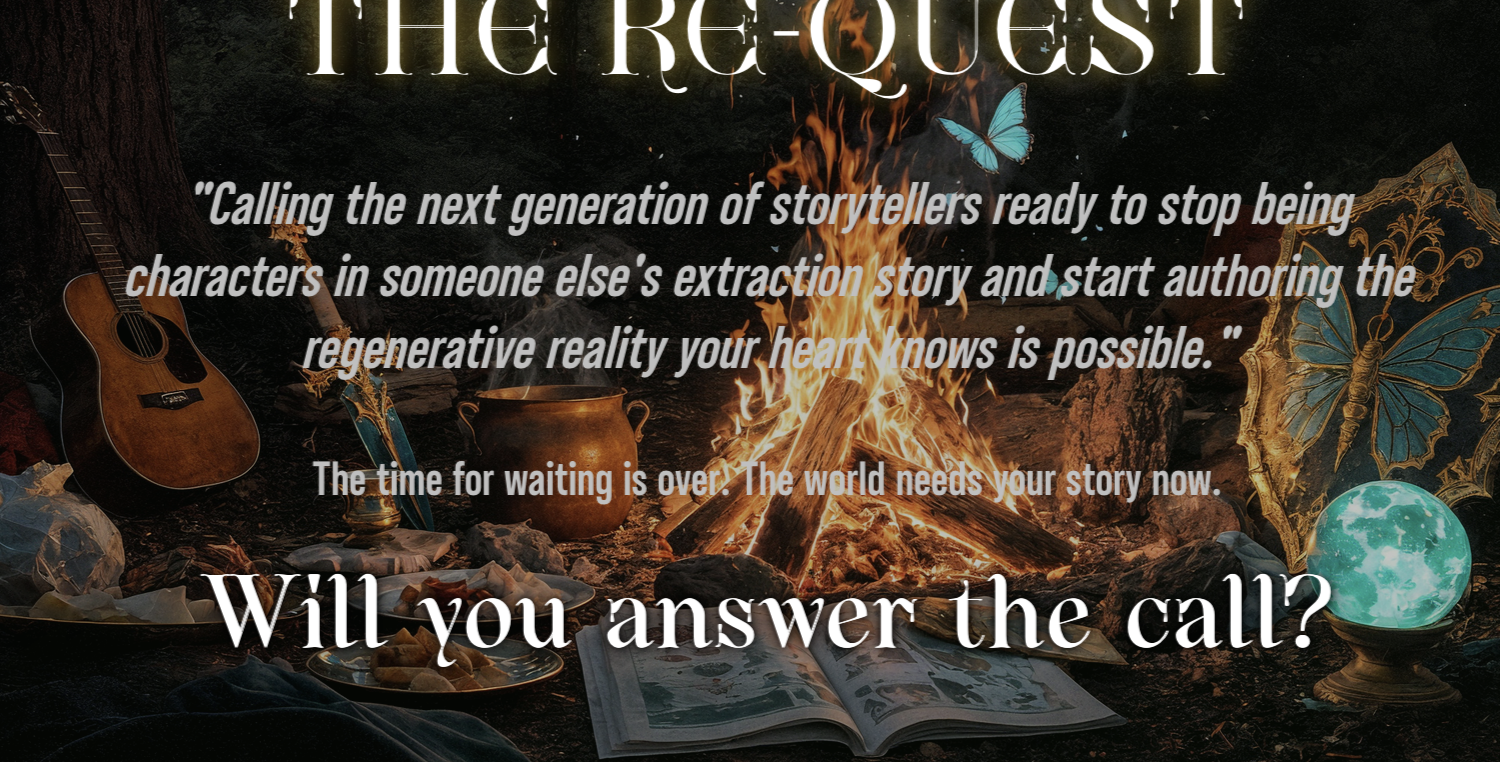 THE RE-QUEST
"Calling the next generation of storytellers ready to stop being
characters in someone else's extraction story and start authoring the
regenerative reality your heart knows is possible."
The time for waiting is over. The world needs your story now.
Will you answer the call?